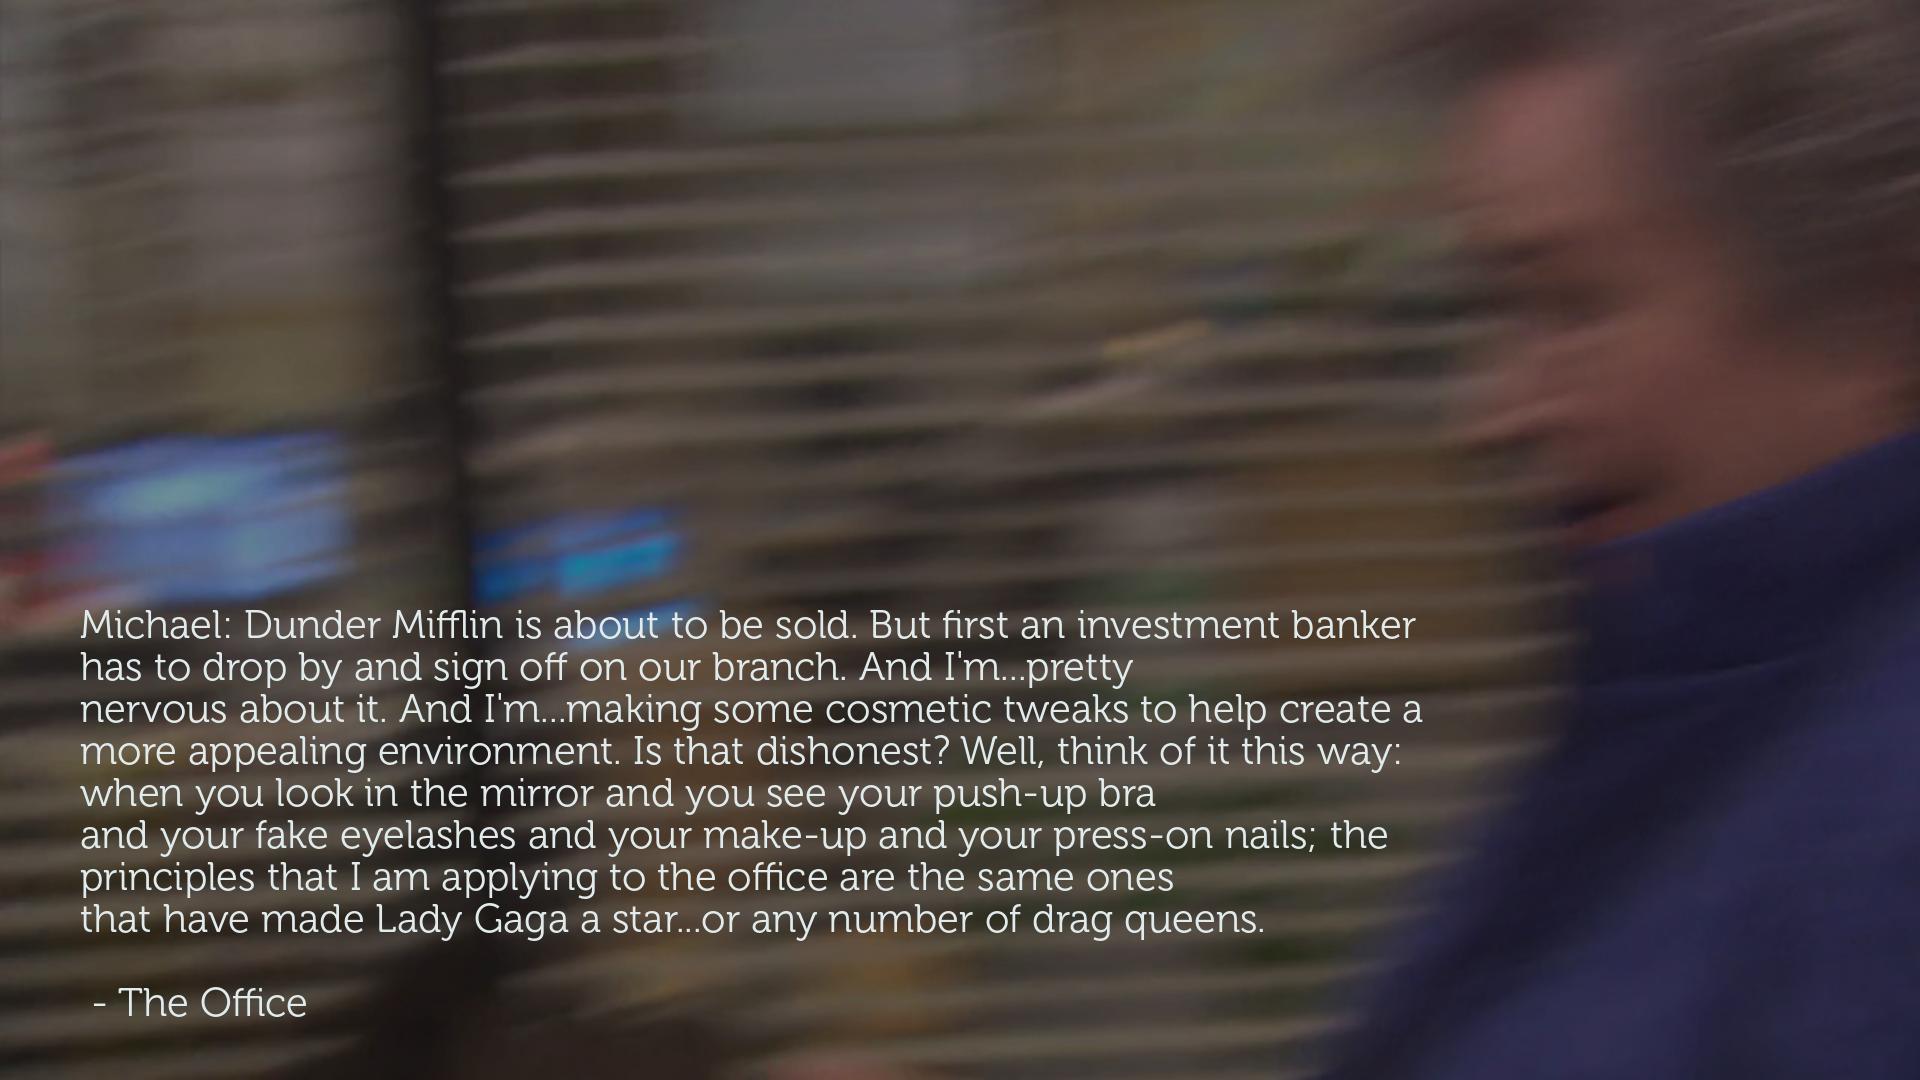 Michael: Dunder Mifflin is about to be sold. But first an investment banker
has to drop by and sign off on our branch. And I'm...pretty
nervous about it. And I'm...making some cosmetic tweaks to help create a
more appealing environment. Is that dishonest? Well, think of it this way:
when you look in the mirror and you see your push-up bra
and your fake eyelashes and your make-up and your press-on nails; the
principles that I am applying to the office are the same ones
that have made Lady Gaga a star...or any number of drag queens.
- The Office